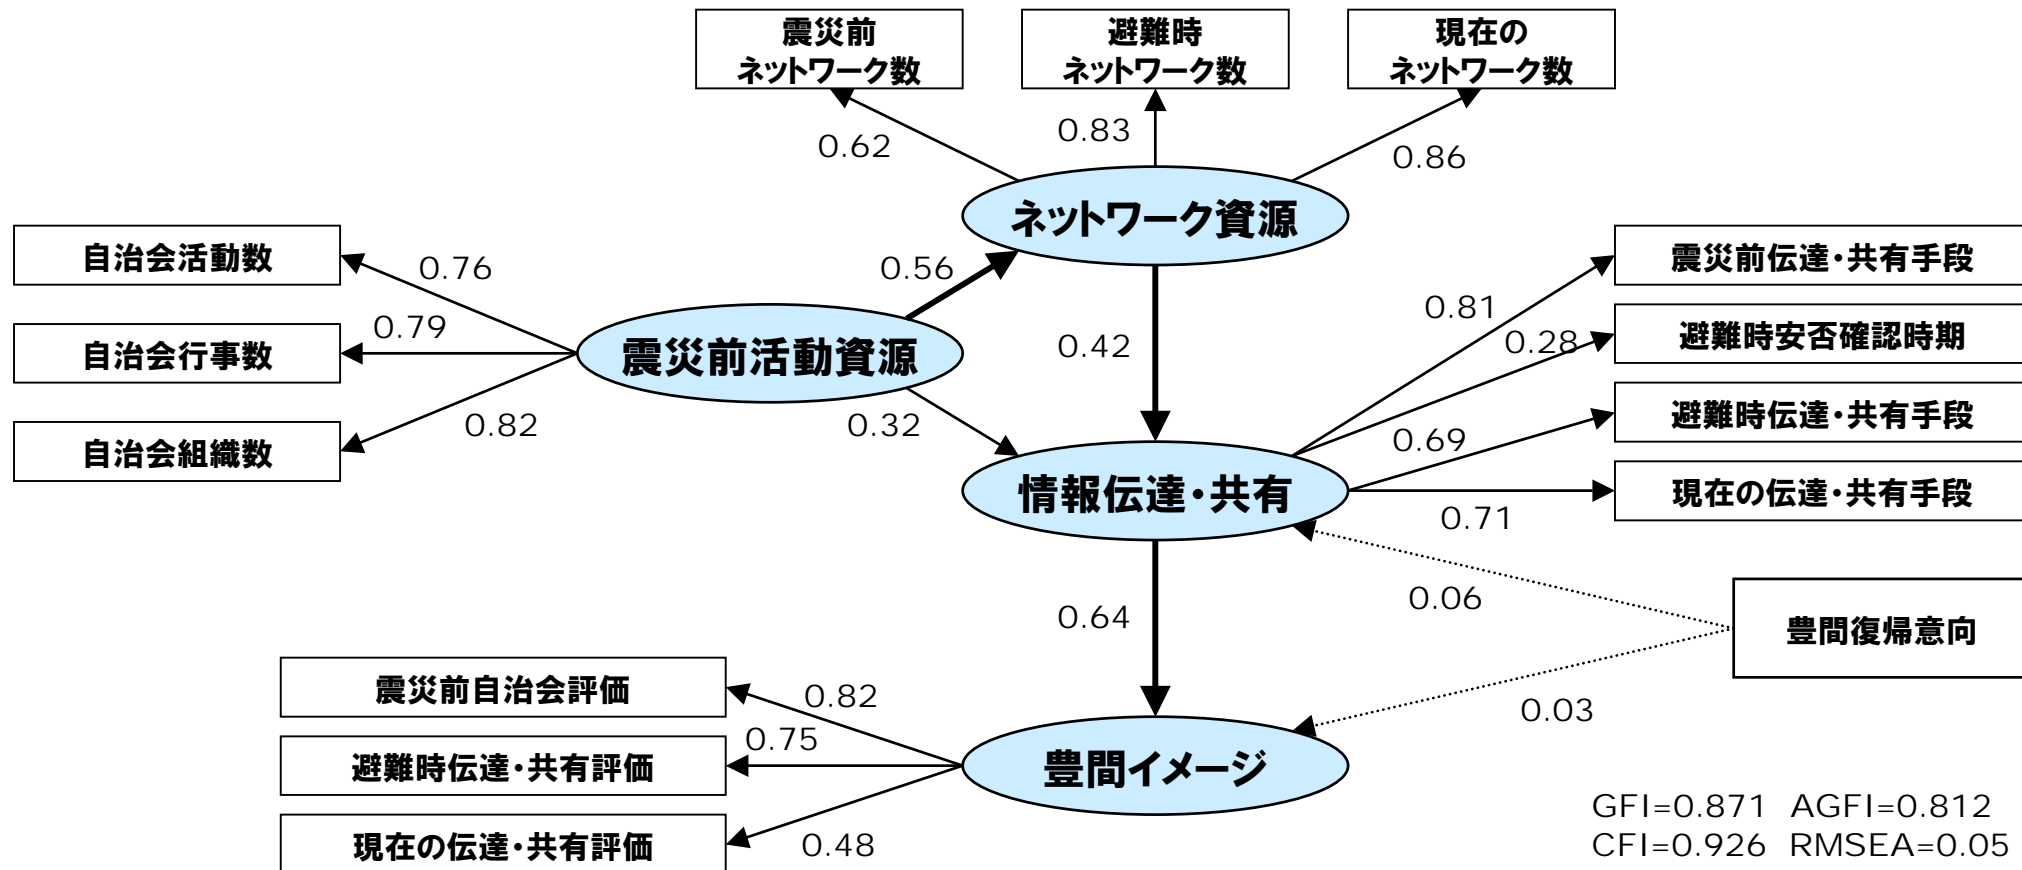 震災前
ネットワーク数
避難時
ネットワーク数
現在の
ネットワーク数
0.62
0.83
0.86
ネットワーク資源
自治会活動数
自治会行事数
自治会組織数
0.76
0.79
0.82
震災前活動資源
0.56
0.42
0.32
震災前伝達・共有手段
避難時安否確認時期
避難時伝達・共有手段
現在の伝達・共有手段
0.81
0.28
0.69
0.71
情報伝達・共有
0.06
0.64
豊間復帰意向
0.03
震災前自治会評価
避難時伝達・共有評価
現在の伝達・共有評価
0.82
0.75
0.48
豊間イメージ
GFI=0.871 AGFI=0.812
CFI=0.926 RMSEA=0.05